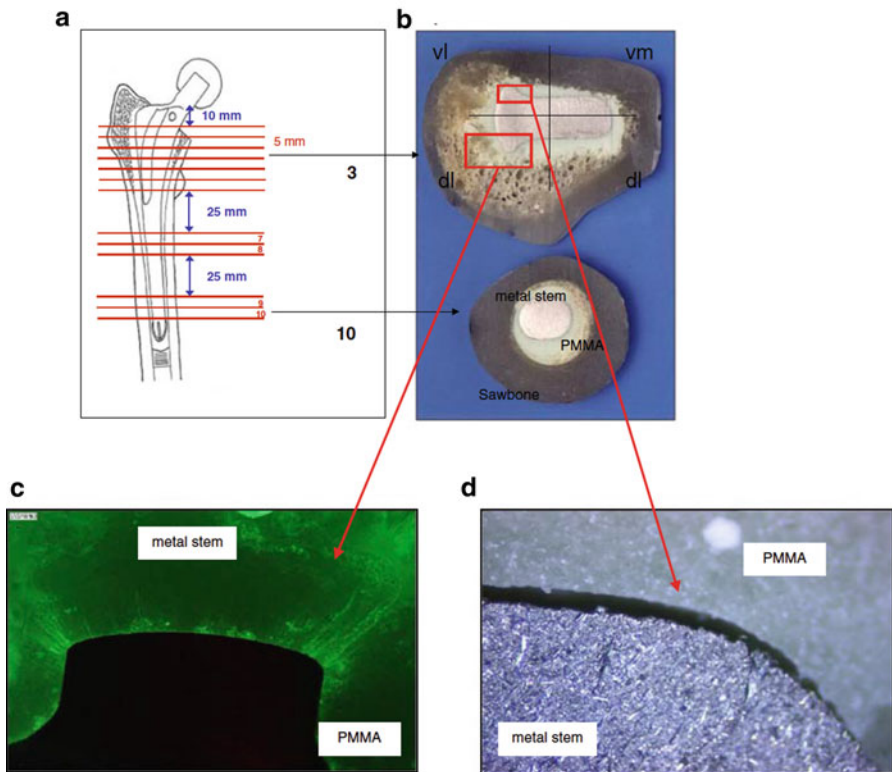 a
10 mm
5 mm
3
25 mm
7
8
25 mm
9
10
10
b
vl
vm
dl
dl
metal stem
PMMA
Sawbone
c
metal stem
PMMA
d
PMMA
metal stem